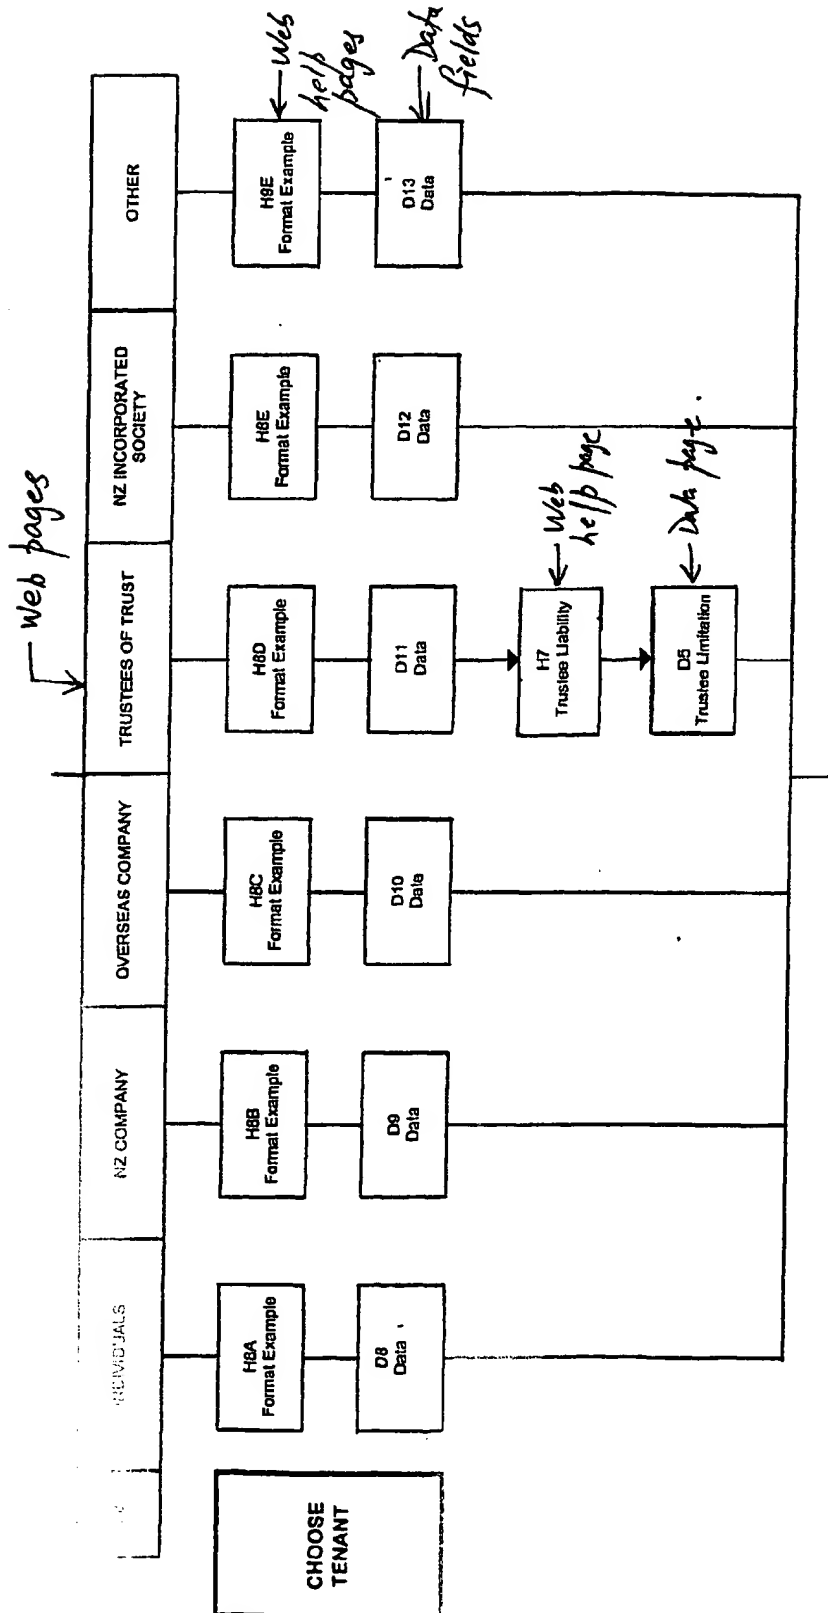 Web pages
INDIVIDUALS
NZ COMPANY
OVERSEAS COMPANY
TRUSTEES OF TRUST
NZ INCORPORATED
SOCIETY
OTHER
CHOOSE
TENANT
H8A
Format Example
H8B
Format Example
H8C
Format Example
H8D
Format Example
H8E
Format Example
H9E
Format Example
Web
help
pages
D8
Data
D9
Data
D10
Data
D11
Data
D12
Data
D13
Data
Data
fields
H7
Trustee Liability
Web
help page
D5
Trustee Limitation
Data page.